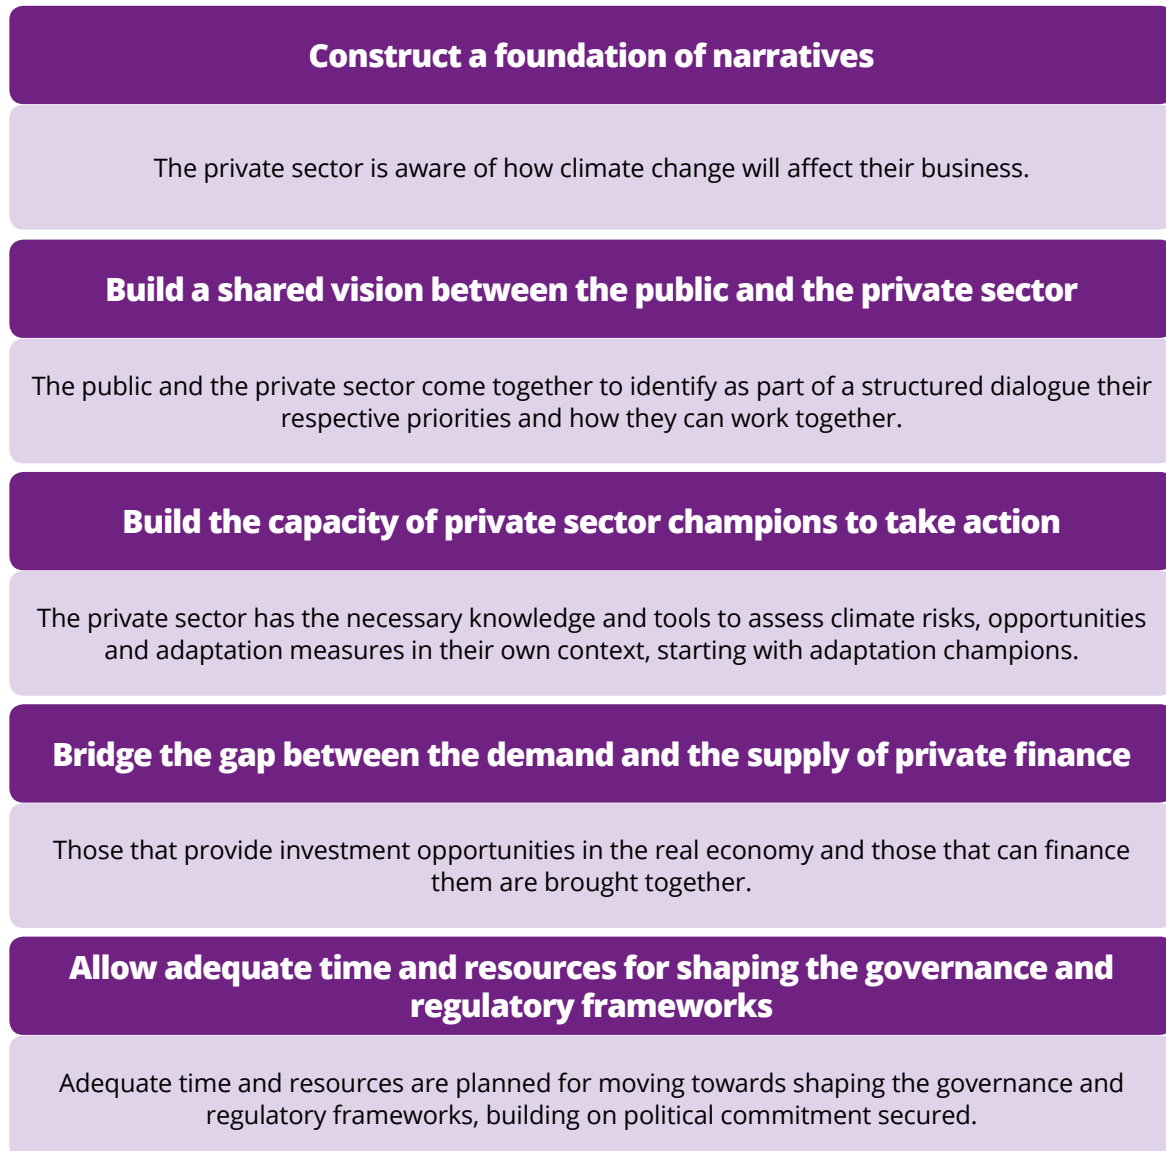 Construct a foundation of narratives
The private sector is aware of how climate change will affect their business.
Build a shared vision between the public and the private sector
The public and the private sector come together to identify as part of a structured dialogue their
respective priorities and how they can work together.
Build the capacity of private sector champions to take action
The private sector has the necessary knowledge and tools to assess climate risks, opportunities
and adaptation measures in their own context, starting with adaptation champions.
Bridge the gap between the demand and the supply of private finance
Those that provide investment opportunities in the real economy and those that can finance
them are brought together.
Allow adequate time and resources for shaping the governance and
regulatory frameworks
Adequate time and resources are planned for moving towards shaping the governance and
regulatory frameworks, building on political commitment secured.